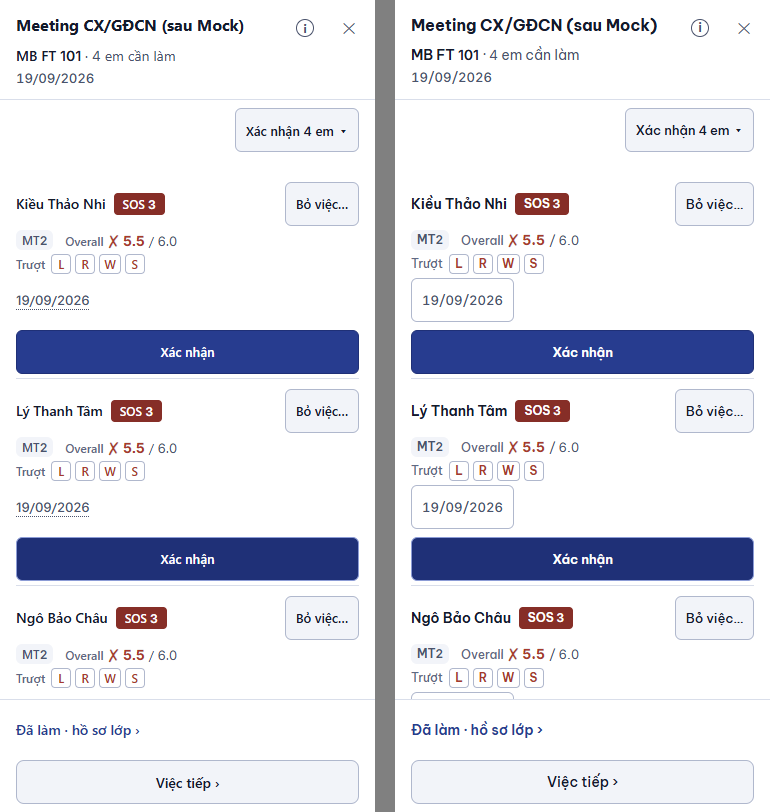 Meeting CX/GĐCN (sau Mock)
MB FT 101 · 4 em cần làm
19/09/2026
Xác nhận 4 em
Kiều Thảo Nhi SOS 3 Bỏ việc...
MT2 Overall ✗ 5.5 / 6.0
Trượt L R W S
19/09/2026
Xác nhận
Lý Thanh Tâm SOS 3 Bỏ việc...
MT2 Overall ✗ 5.5 / 6.0
Trượt L R W S
19/09/2026
Xác nhận
Ngô Bảo Châu SOS 3 Bỏ việc...
MT2 Overall ✗ 5.5 / 6.0
Trượt L R W S
Đã làm · hồ sơ lớp ›
Việc tiếp ›
Meeting CX/GĐCN (sau Mock)
MB FT 101 · 4 em cần làm
19/09/2026
Xác nhận 4 em
Kiều Thảo Nhi SOS 3 Bỏ việc...
MT2 Overall ✗ 5.5 / 6.0
Trượt L R W S
19/09/2026
Xác nhận
Lý Thanh Tâm SOS 3 Bỏ việc...
MT2 Overall ✗ 5.5 / 6.0
Trượt L R W S
19/09/2026
Xác nhận
Ngô Bảo Châu SOS 3 Bỏ việc...
MT2 Overall ✗ 5.5 / 6.0
Trượt L R W S
Đã làm · hồ sơ lớp ›
Việc tiếp ›